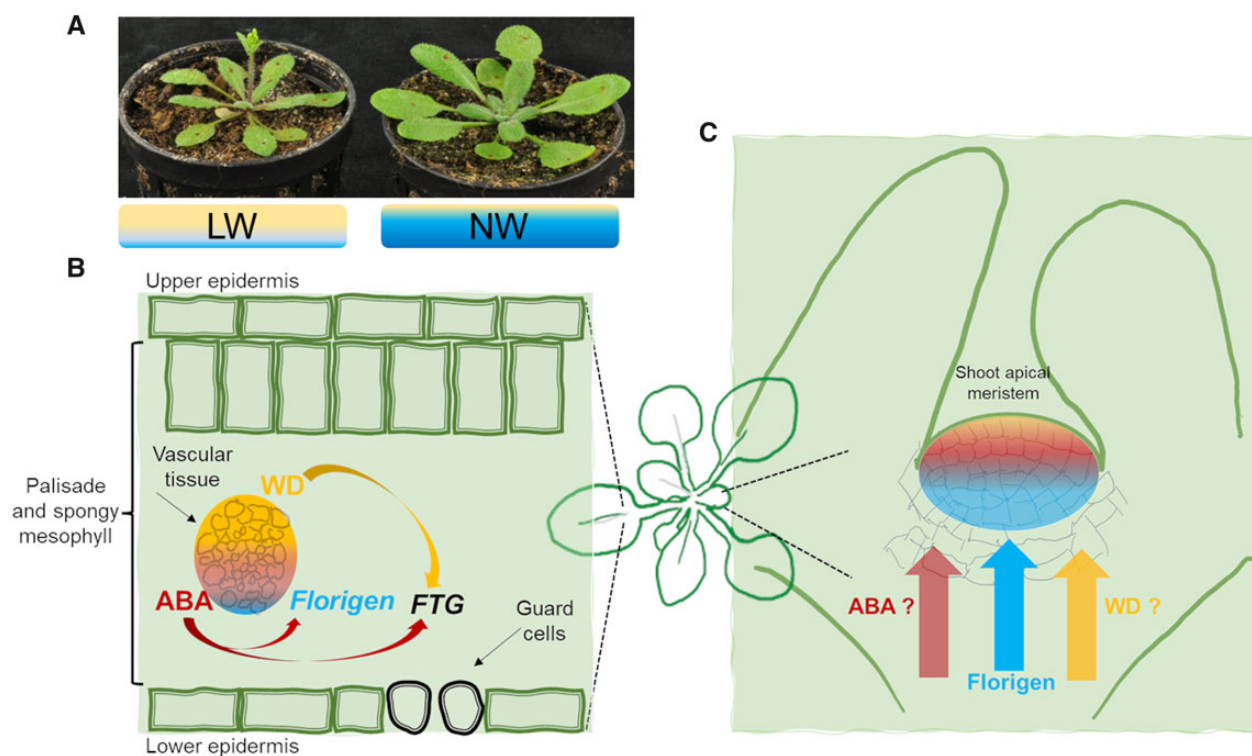 A
LW
NW
B
Upper epidermis
Vascular
tissue
WD
Palisade
and spongy
mesophyll
ABA
Florigen
FTG
Guard
cells
Lower epidermis
C
Shoot apical
meristem
ABA ?
WD ?
Florigen